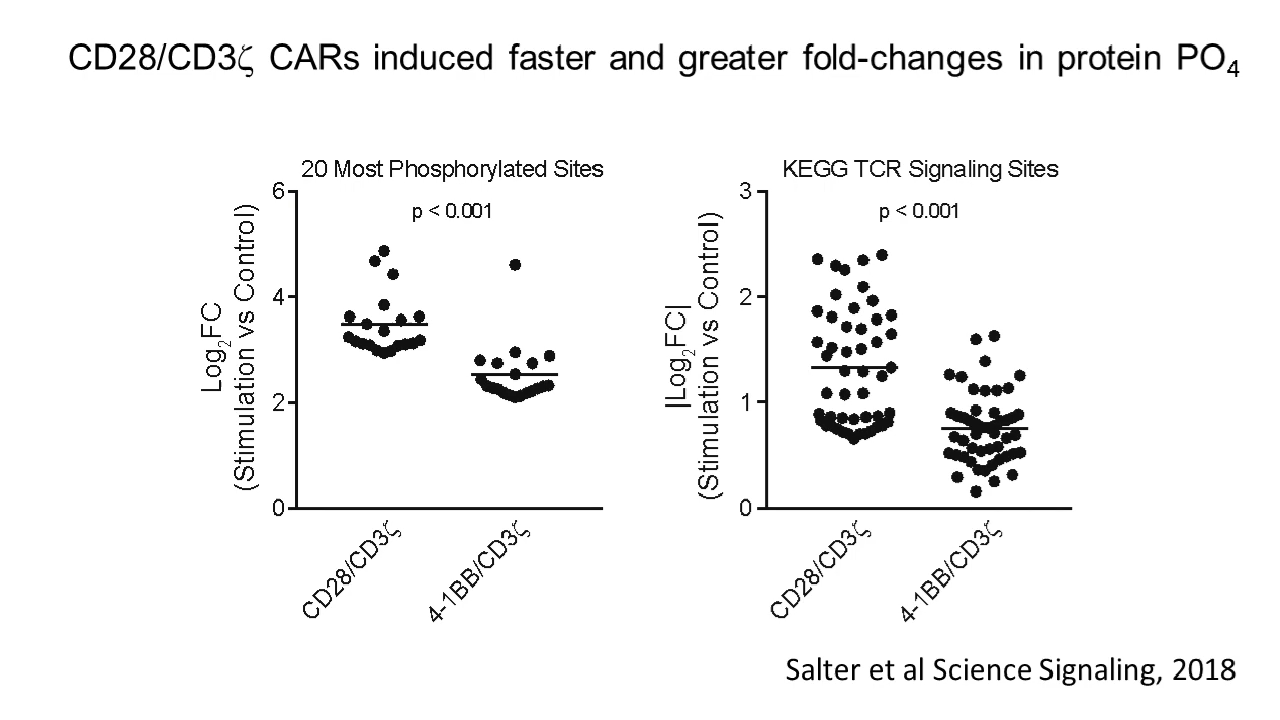 CD28/CD3ζ CARs induced faster and greater fold-changes in protein PO4
20 Most Phosphorylated Sites
p < 0.001
Log2FC
(Stimulation vs Control)
6
4
2
0
CD28/CD3ζ
4-1BB/CD3ζ
KEGG TCR Signaling Sites
p < 0.001
|Log2FC|
(Stimulation vs Control)
3
2
1
0
CD28/CD3ζ
4-1BB/CD3ζ
Salter et al Science Signaling, 2018